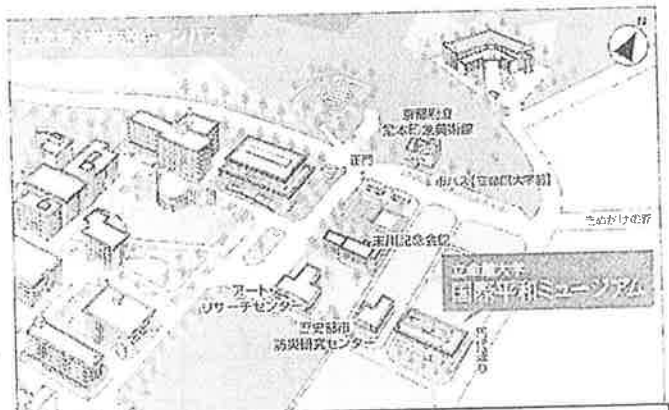 N
京都府立
堂本印象美術館
正門
市バス【立命館大学前】
きぬかけの路
末川記念会館
立命館大学
国際平和ミュージアム
アート
リサーチセンター
歴史都市
防災研究センター